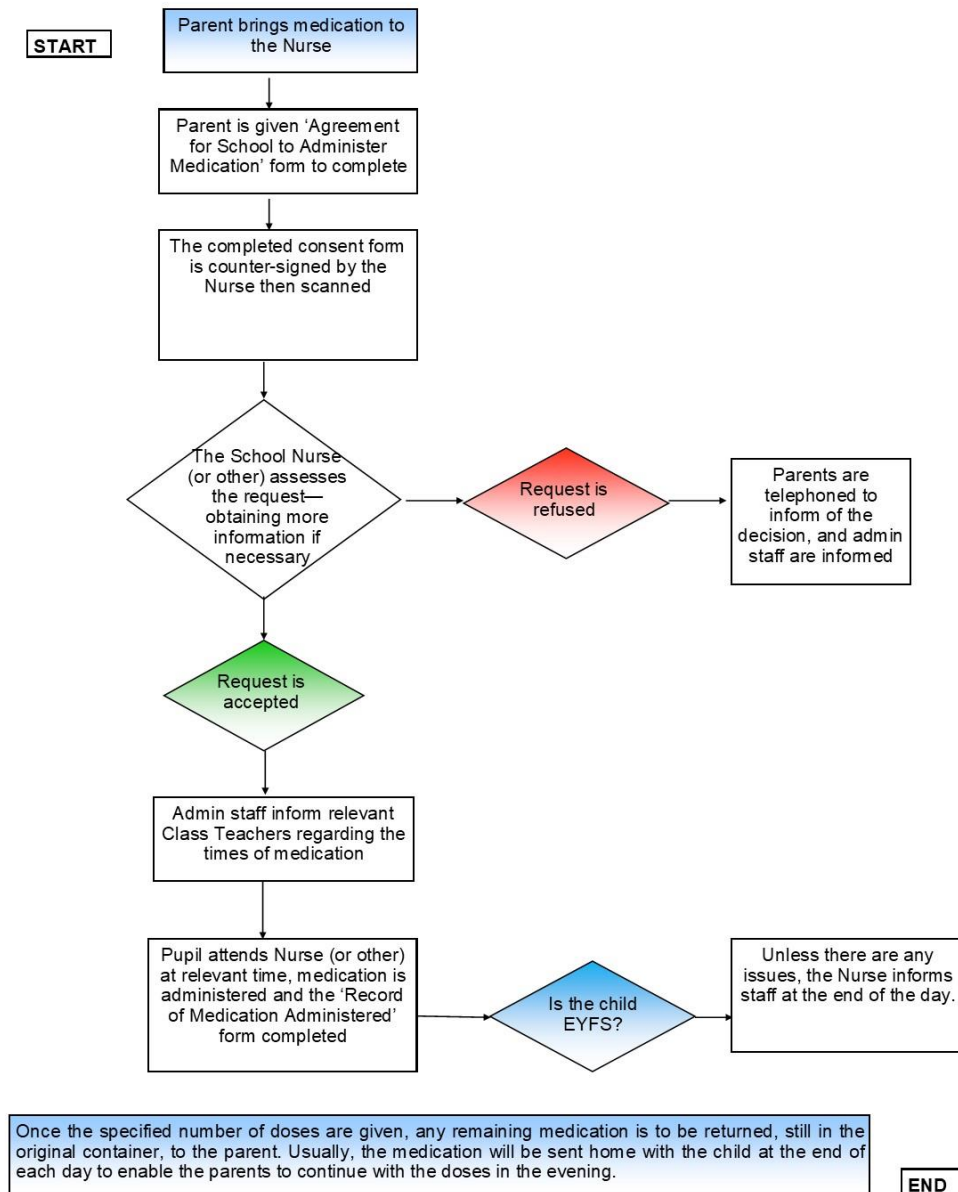 START
Parent brings medication to
the Nurse
Parent is given ‘Agreement
for School to Administer
Medication’ form to complete
The completed consent form
is counter-signed by the
Nurse then scanned
The School Nurse
(or other) assesses
the request—
obtaining more
information if
necessary
Request is
refused
Parents are
telephoned to
inform of the
decision, and admin
staff are informed
Request is
accepted
Admin staff inform relevant
Class Teachers regarding the
times of medication
Pupil attends Nurse (or other)
at relevant time, medication is
administered and the ‘Record
of Medication Administered’
form completed
Is the child
EYFS?
Unless there are any
issues, the Nurse informs
staff at the end of the day.
Once the specified number of doses are given, any remaining medication is to be returned, still in the
original container, to the parent. Usually, the medication will be sent home with the child at the end of
each day to enable the parents to continue with the doses in the evening.
END